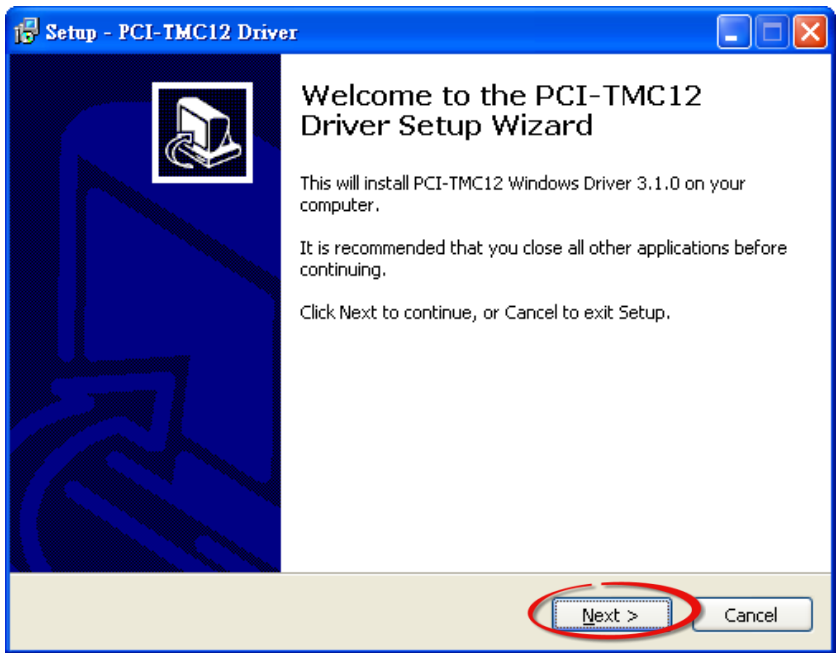 Setup - PCI-TMC12 Driver
Welcome to the PCI-TMC12
Driver Setup Wizard
This will install PCI-TMC12 Windows Driver 3.1.0 on your
computer.
It is recommended that you close all other applications before
continuing.
Click Next to continue, or Cancel to exit Setup.
Next >
Cancel